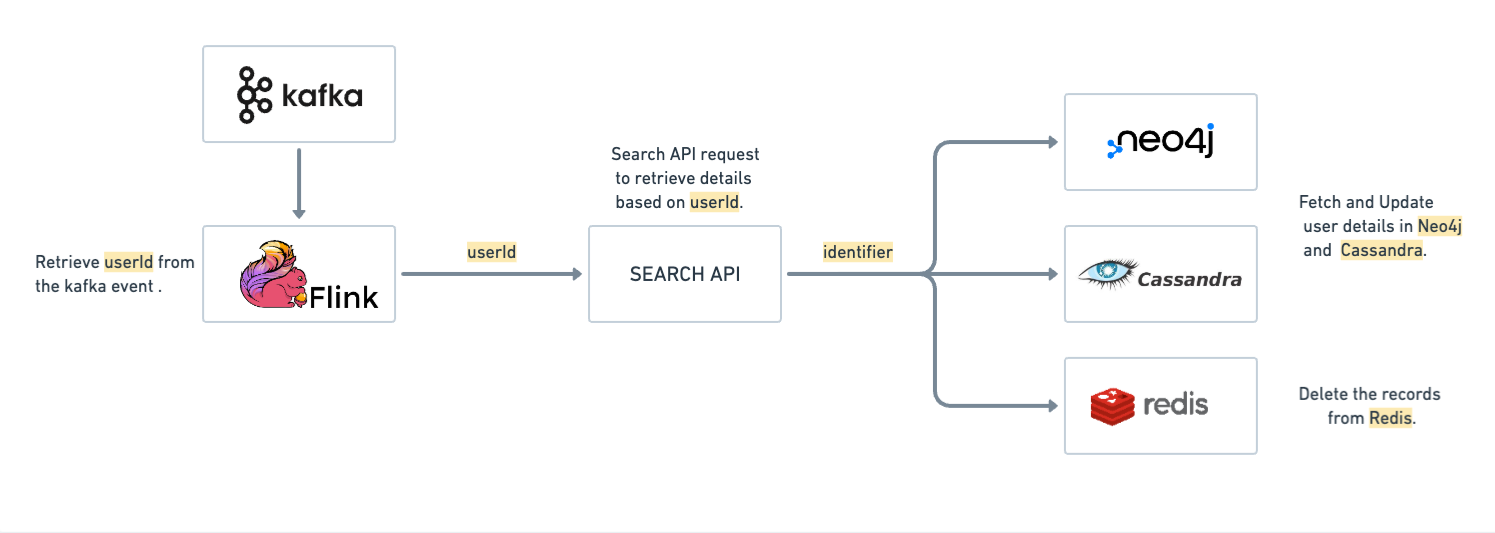 kafka
Retrieve userId from
the kafka event .
Flink
userId
Search API request
to retrieve details
based on userId.
SEARCH API
identifier
neo4j
Cassandra
redis
Fetch and Update
user details in Neo4j
and Cassandra.
Delete the records
from Redis.